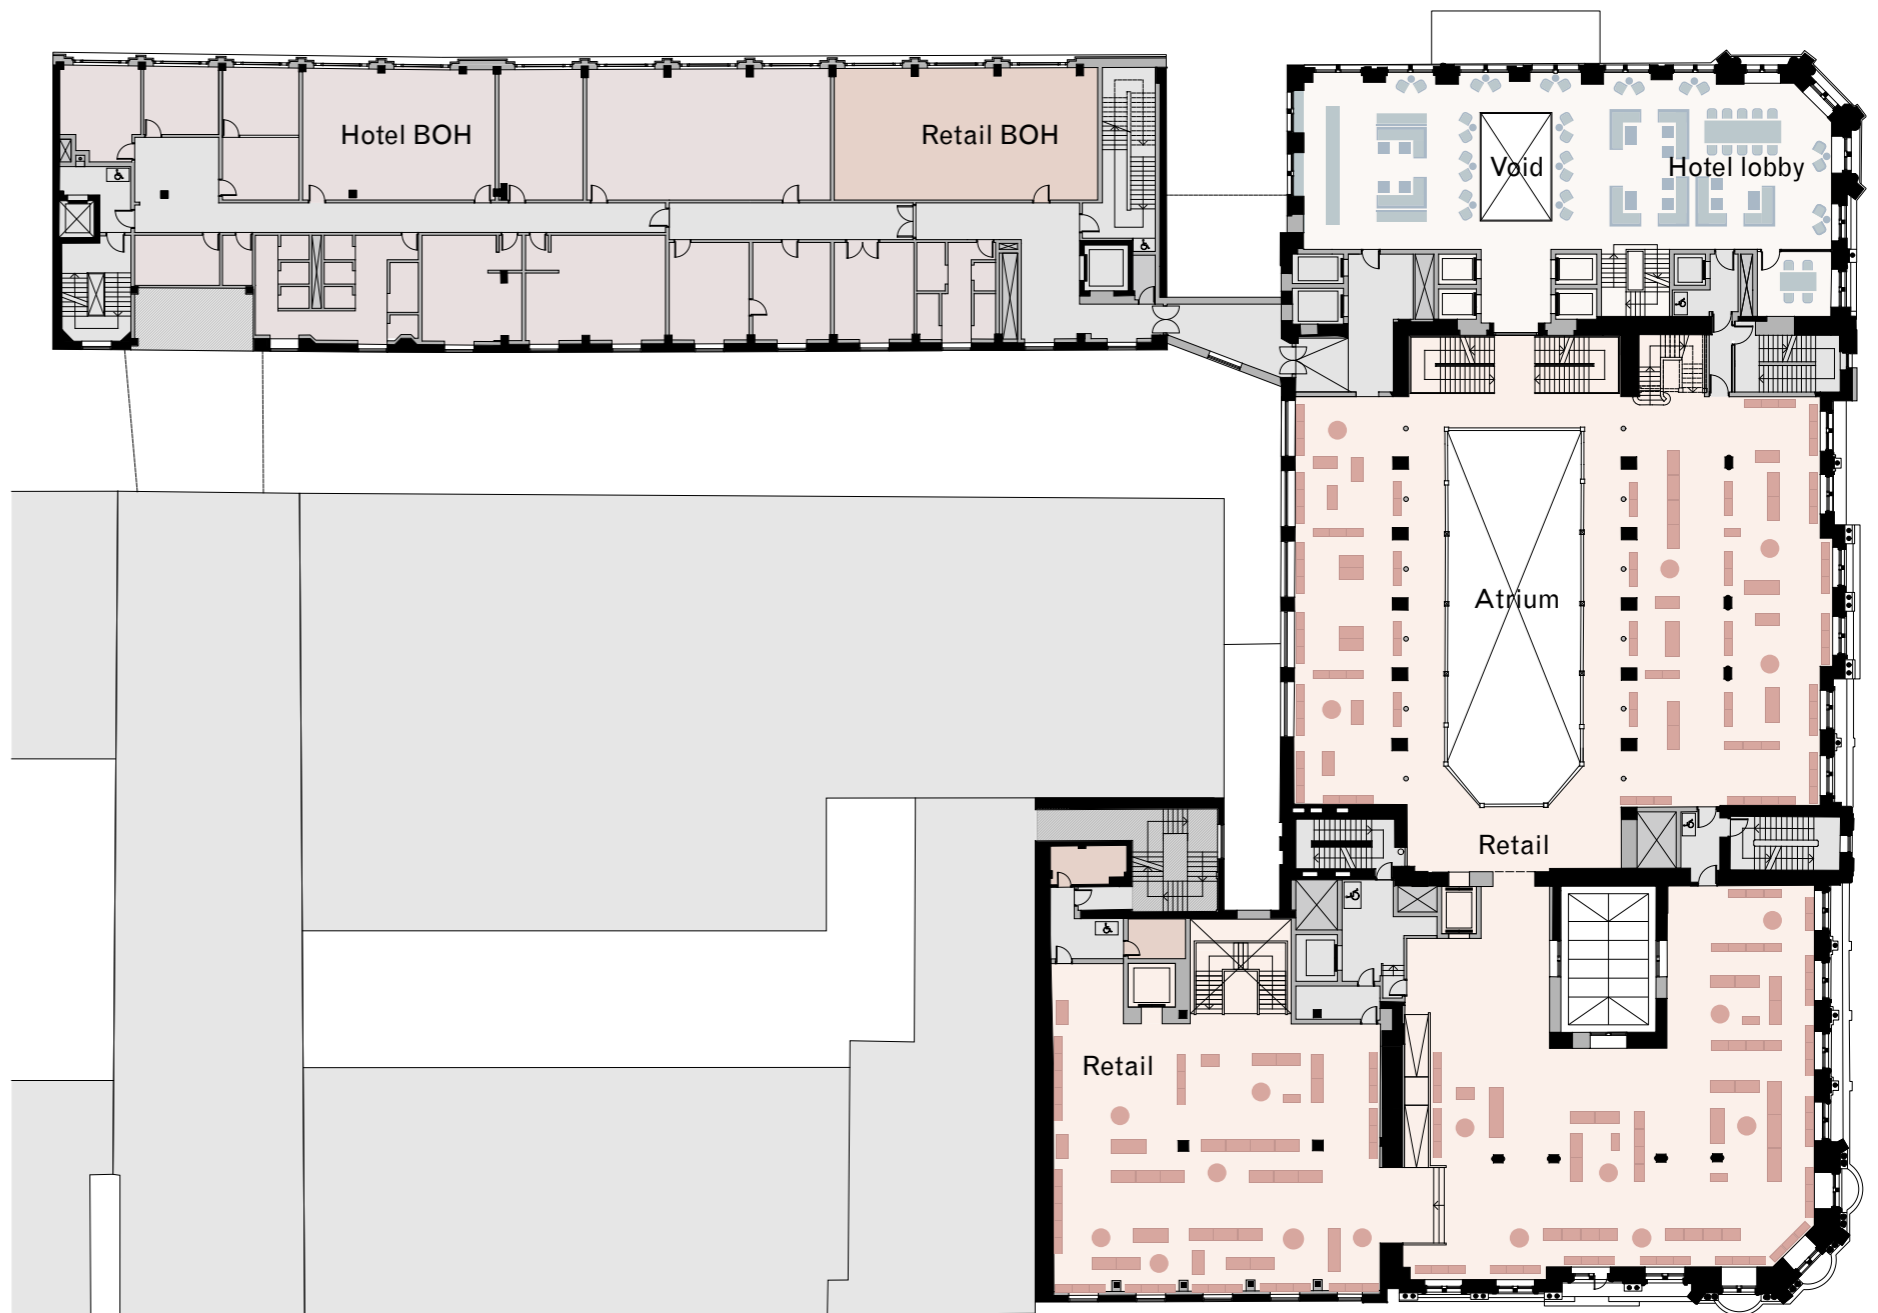 Hotel BOH
Retail BOH
Void
Hotel lobby
Atrium
Retail
Retail